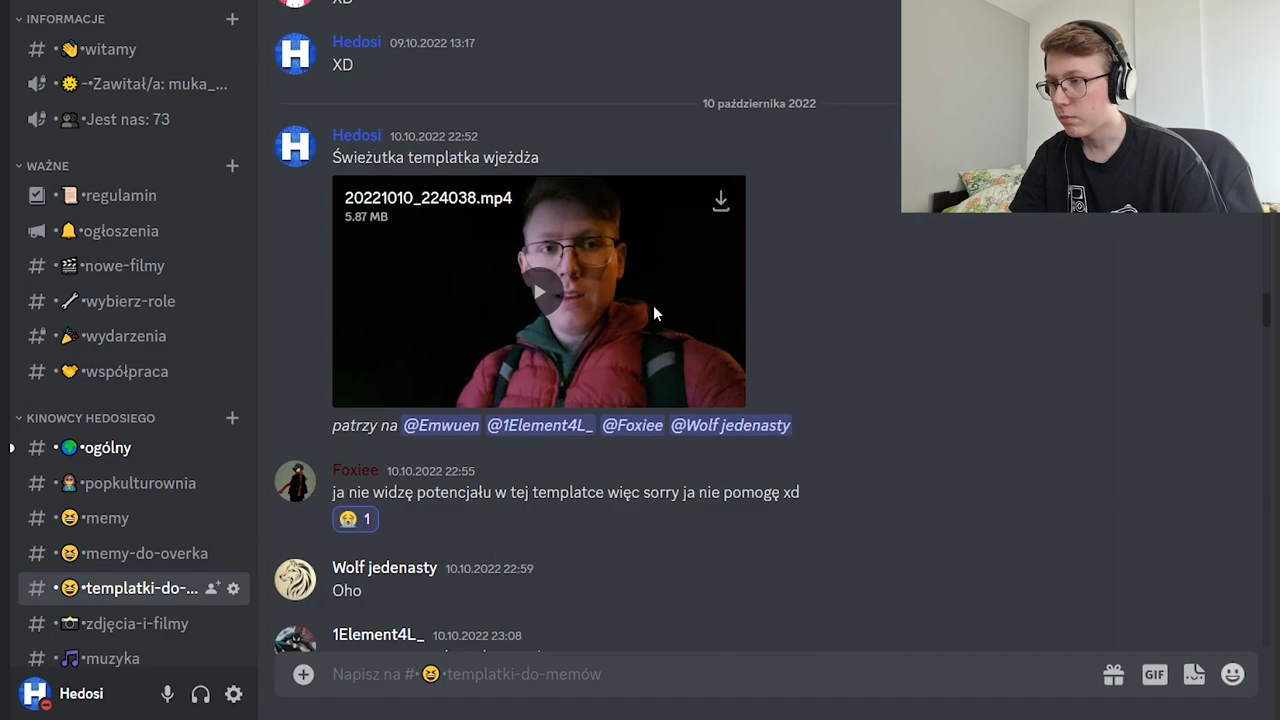 INFORMACJE
witamy
-•Zawitał/a: muka_...
Jest nas: 73
WAŻNE
regulamin
ogłoszenia
nowe-filmy
wybierz-role
wydarzenia
współpraca
KINOWCY HEDOSIEGO
ogólny
popkulturownia
memy
memy-do-overka
templatki-do-...
zdjęcia-i-filmy
muzyka
Hedosi
XD
Hedosi 09.10.2022 13:17
XD
10 października 2022
Hedosi 10.10.2022 22:52
Świeżutka templatka wjeżdża
20221010_224038.mp4
5.87 MB
patrzy na @Emwuen @1Element4L_ @Foxiee @Wolf jedenasty
Foxiee 10.10.2022 22:55
ja nie widzę potencjału w tej templatce więc sorry ja nie pomogę xd
1
Wolf jedenasty 10.10.2022 22:59
Oho
1Element4L_ 10.10.2022 23:08
Napisz na #•😆•templatki-do-memów
GIF